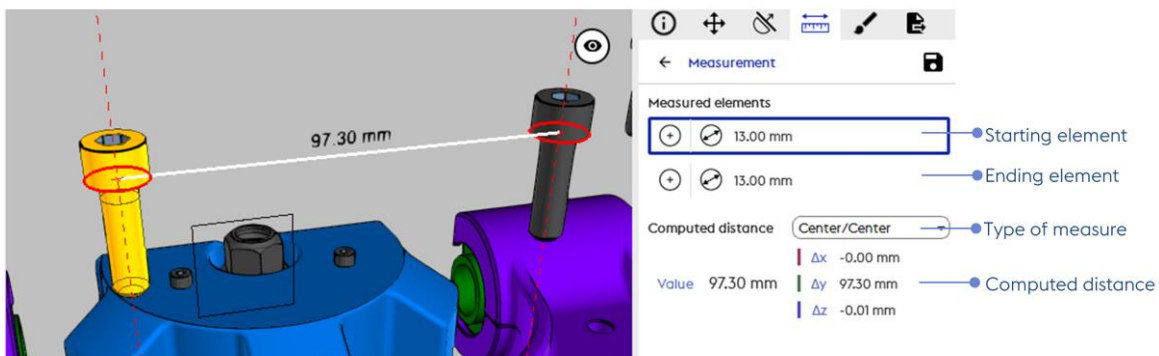 97.30 mm
Measurement
Measured elements
13.00 mm
Starting element
13.00 mm
Ending element
Computed distance
Center/Center
Type of measure
Δx -0.00 mm
Value 97.30 mm
Δy 97.30 mm
Computed distance
Δz -0.01 mm